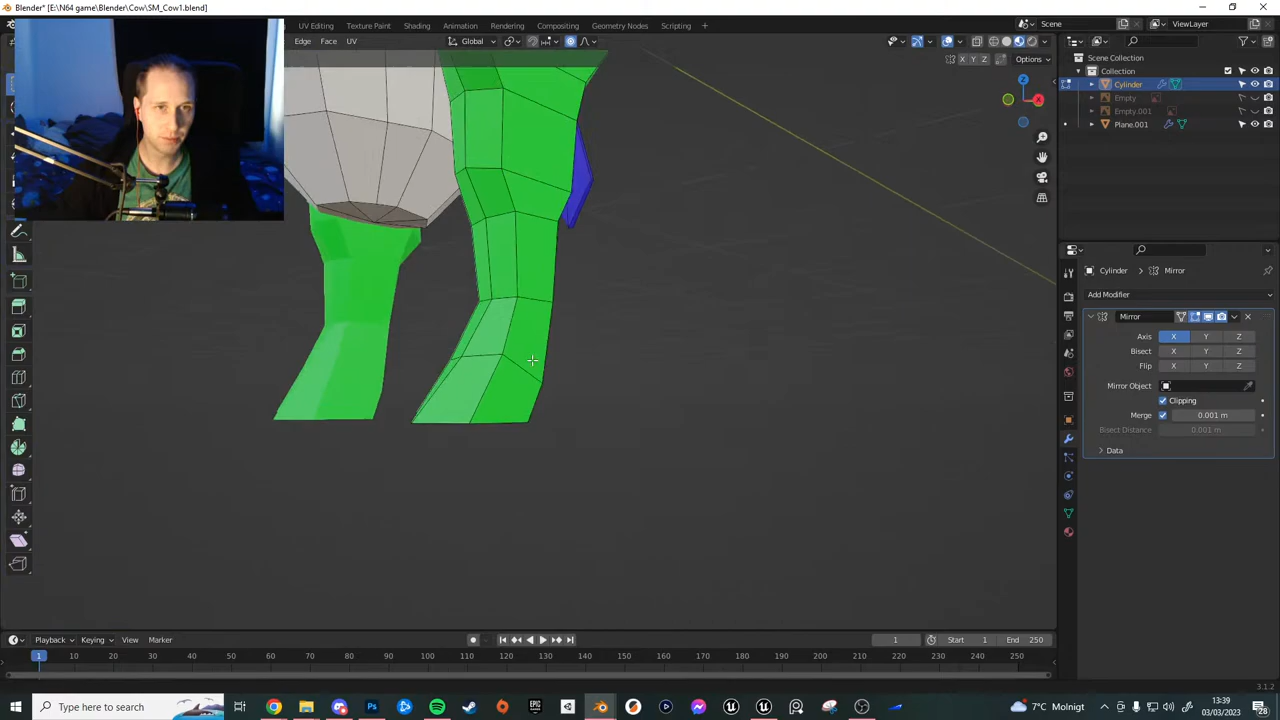 Blender* [E:\N64 game\Blender\Cow\SM_Cow1.blend]
UV Editing
Texture Paint
Shading
Animation
Rendering
Compositing
Geometry Nodes
Scripting
+
Scene
ViewLayer
Edge
Face
UV
Global
X
Y
Z
Options
Scene Collection
Collection
Cylinder
Empty
Empty.001
Plane.001
Z
X
Cylinder > Mirror
Add Modifier
Mirror
Axis X Y Z
Bisect X Y Z
Flip X Y Z
Mirror Object
Clipping
Merge 0.001 m
Bisect Distance 0.001 m
Data
Playback
Keying
View
Marker
1
Start 1
End 250
1
20
30
40
50
60
70
80
90
100
110
120
130
140
150
160
170
180
190
200
210
220
230
240
250
3.1.2
Type here to search
7°C Molnigt
13:39
03/03/2023